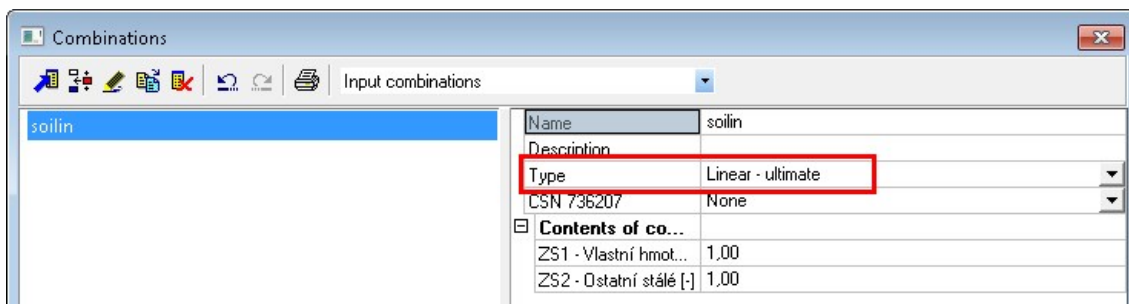 Combinations
Input combinations
soilin
Name soilin
Description
Type Linear - ultimate
CSN 736207 None
Contents of co...
ZS1 - Vlastní hmot... 1,00
ZS2 - Ostatní stálé [-] 1,00